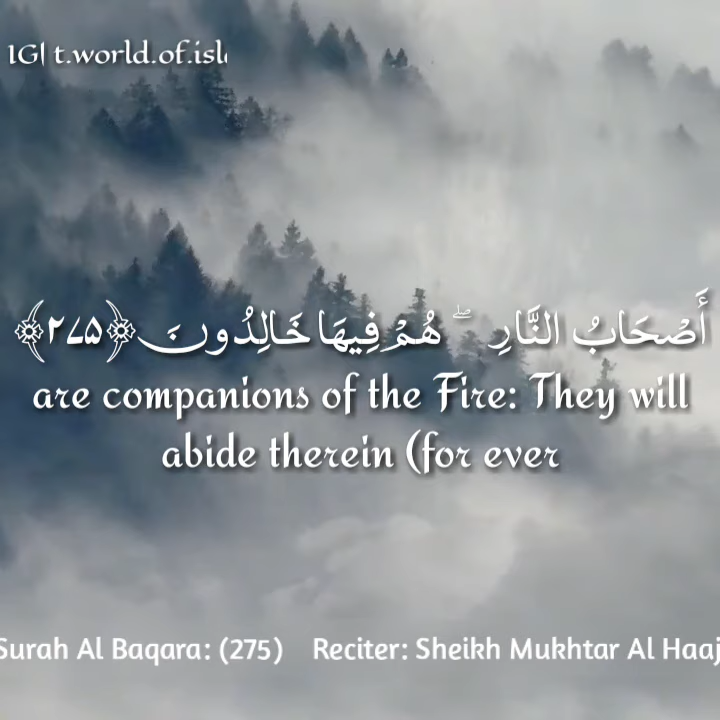 IG| t.world.of.isl
أَصْحَابُ النَّارِ ۖ هُمْ فِيهَا خَالِدُونَ ﴿٢٧٥﴾
are companions of the Fire: They will
abide therein (for ever
Surah Al Baqara: (275) Reciter: Sheikh Mukhtar Al Haaj